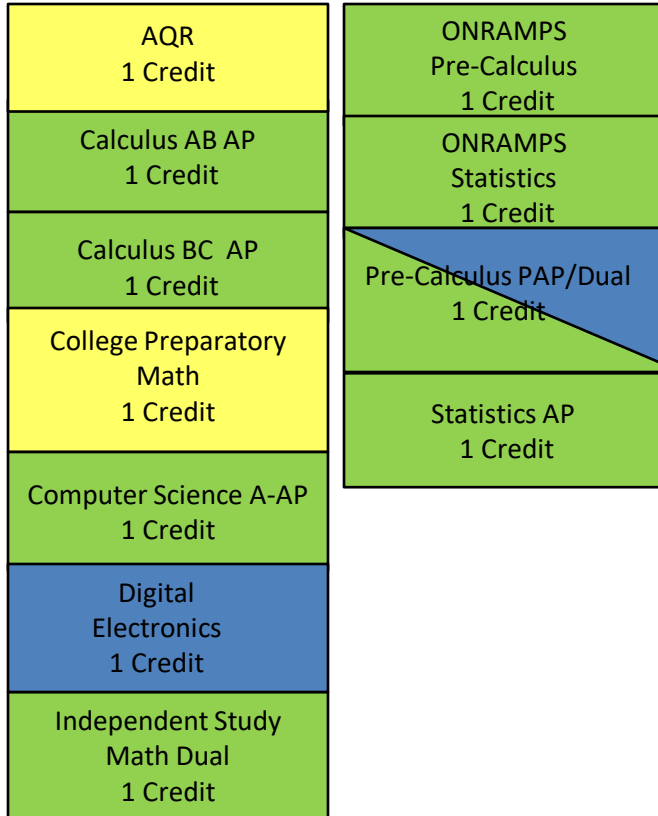 AQR
1 Credit
Calculus AB AP
1 Credit
Calculus BC  AP
1 Credit
College Preparatory
Math
1 Credit
Computer Science A-AP
1 Credit
Digital
Electronics
1 Credit
Independent Study
Math Dual
1 Credit
ONRAMPS
Pre-Calculus
1 Credit
ONRAMPS
Statistics
1 Credit
Pre-Calculus PAP/Dual
1 Credit
Statistics AP
1 Credit